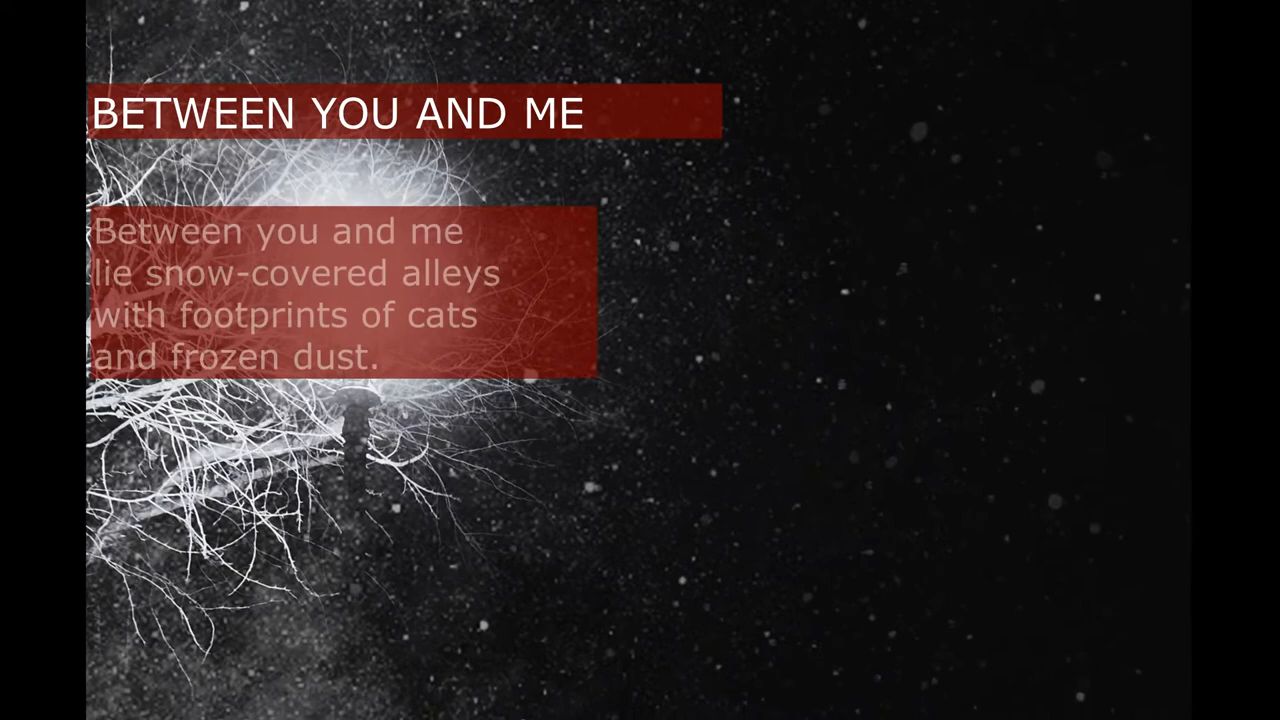 BETWEEN YOU AND ME
Between you and me
lie snow-covered alleys
with footprints of cats
and frozen dust.